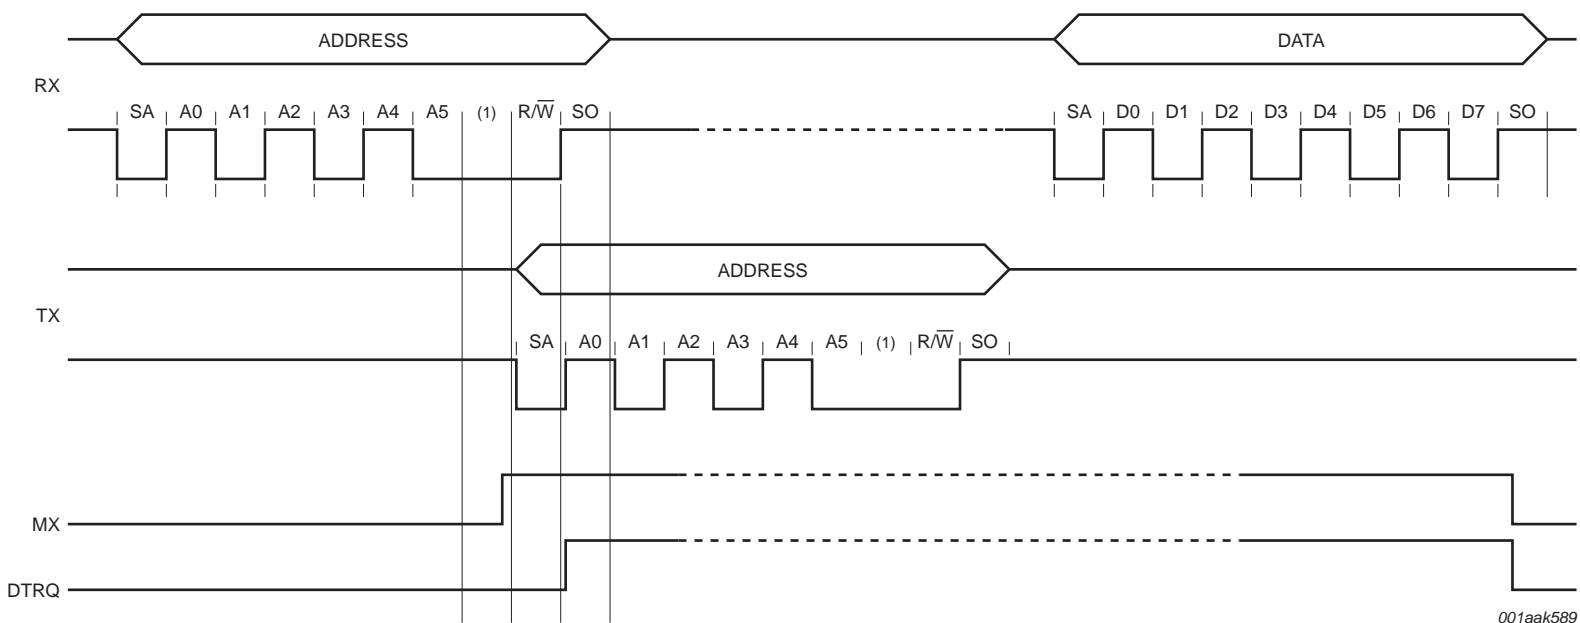 ADDRESS DATA
RX
SA A0 A1 A2 A3 A4 A5 (1) R/W̅ SO SA D0 D1 D2 D3 D4 D5 D6 D7 SO
ADDRESS
TX
SA A0 A1 A2 A3 A4 A5 (1) R/W̅ SO
MX
DTRQ
001aak589